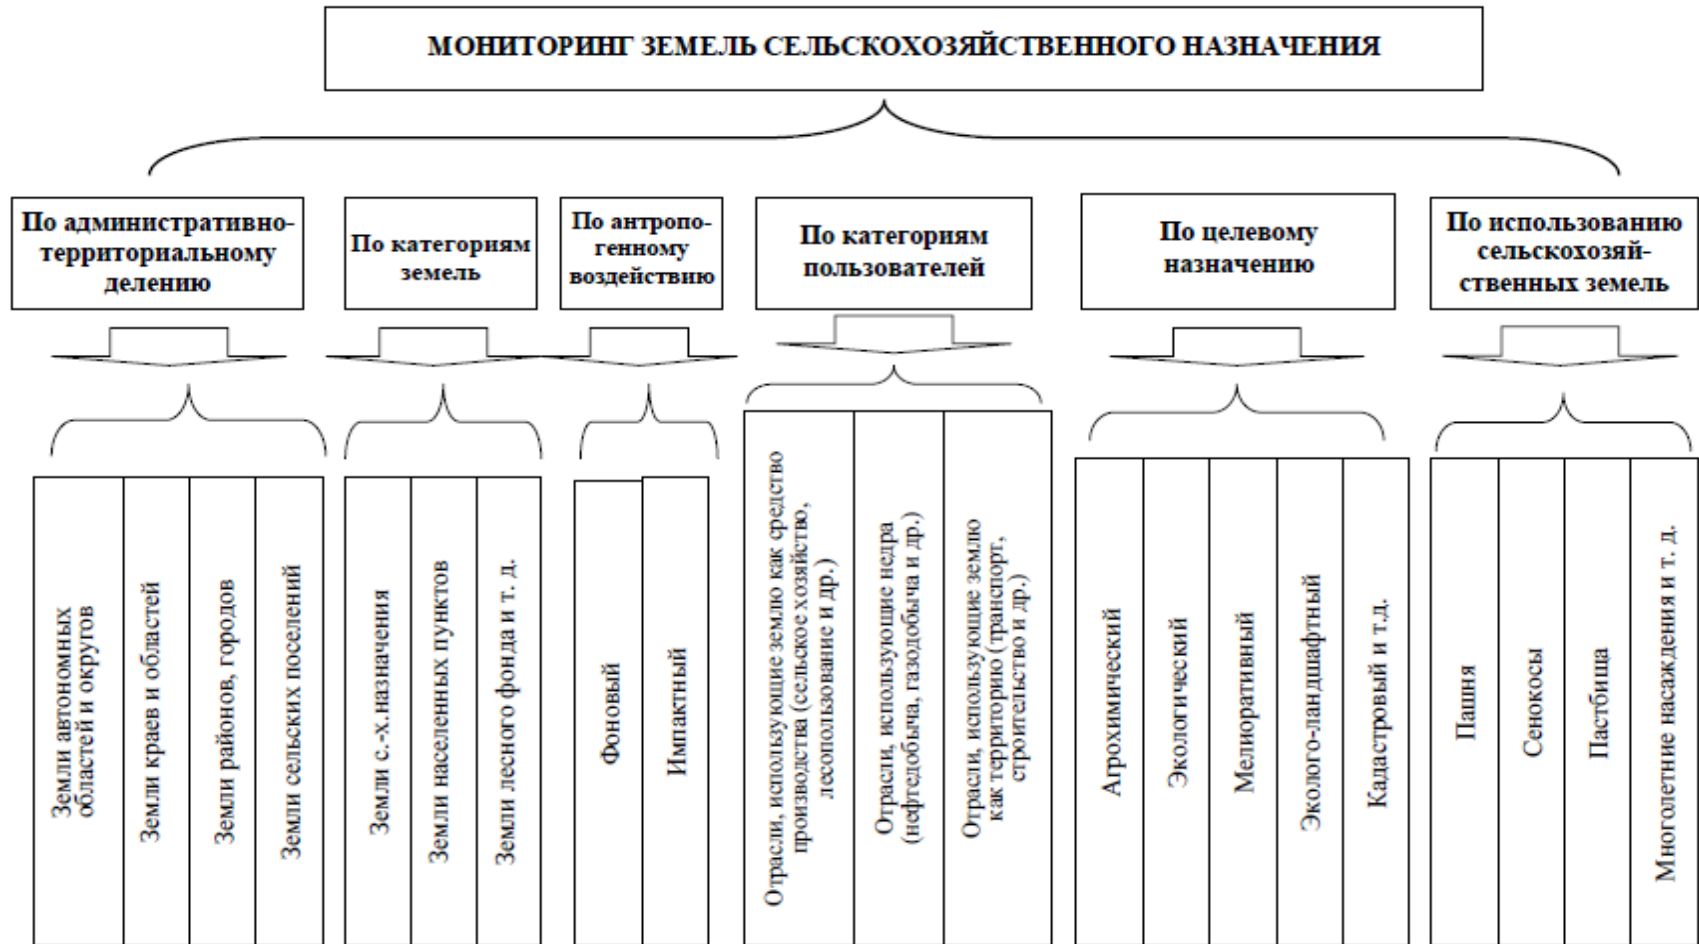 МОНИТОРИНГ ЗЕМЕЛЬ СЕЛЬСКОХОЗЯЙСТВЕННОГО НАЗНАЧЕНИЯ
По административно-
территориальному
делению
По категориям
земель
По антропо-
генному
воздействию
По категориям
пользователей
По целевому
назначению
По использованию
сельскохозяй-
ственных земель
Земли автономных
областей и округов
Земли краев и областей
Земли районов, городов
Земли сельских поселений
Земли с.-х.назначения
Земли населенных пунктов
Земли лесного фонда и т. д.
Фоновый
Импактный
Отрасли, использующие землю как средство
производства (сельское хозяйство,
лесопользование и др.)
Отрасли, использующие недра
(нефтедобыча, газодобыча и др.)
Отрасли, использующие землю
как территорию (транспорт,
строительство и др.)
Агрохимический
Экологический
Мелиоративный
Эколого-ландшафтный
Кадастровый и т.д.
Пашня
Сенокосы
Пастбища
Многолетние насаждения и т. д.